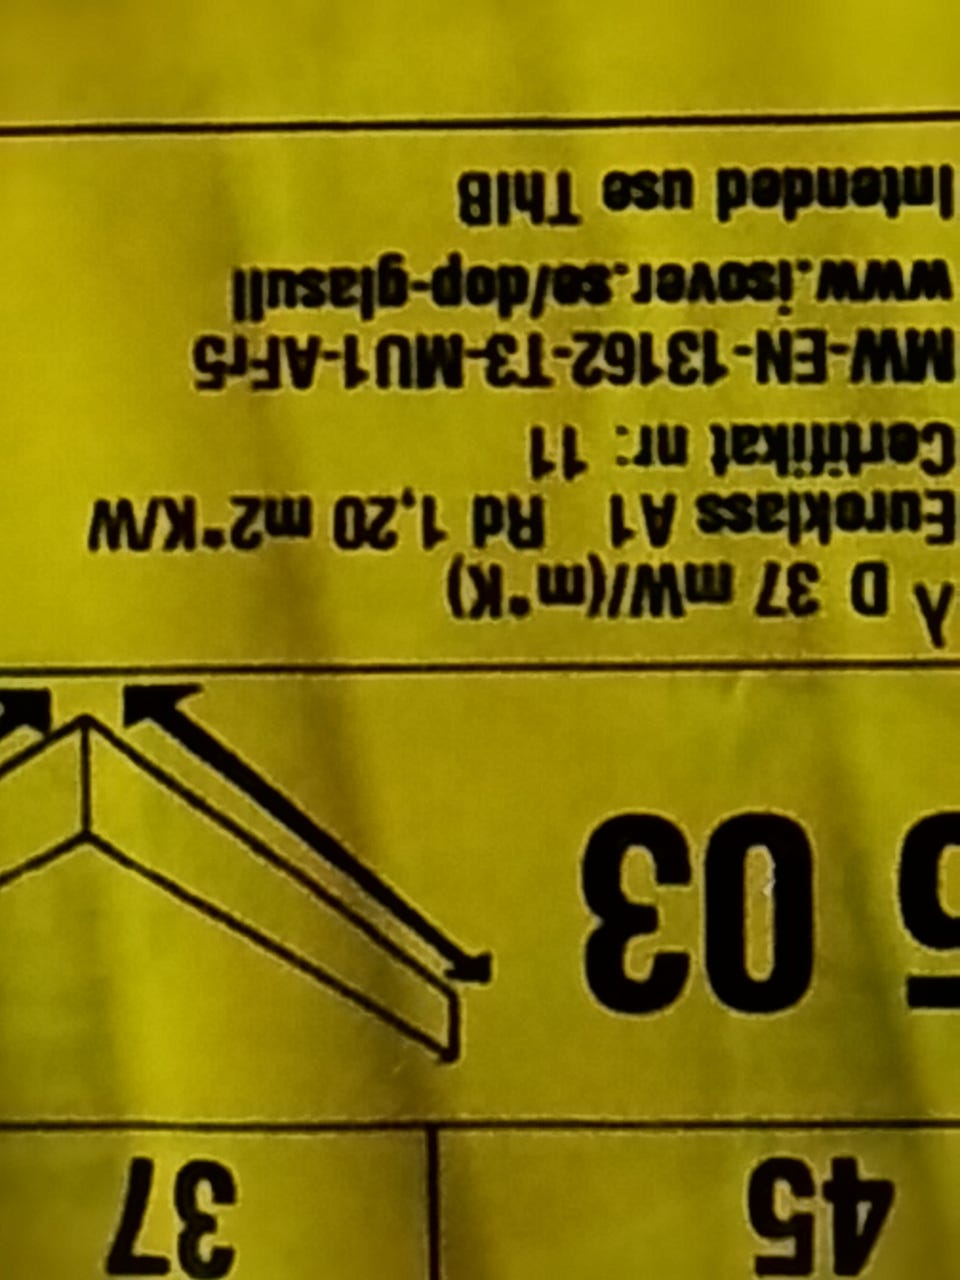 45 37
5 03
λ D 37 mW/(m*K)
Euroklass A1 Rd 1,20 m2*K/W
Certifikat nr: 11
MW-EN-13162-T3-MU1-AFr5
www.isover.se/dop-glasull
Intended use ThIB